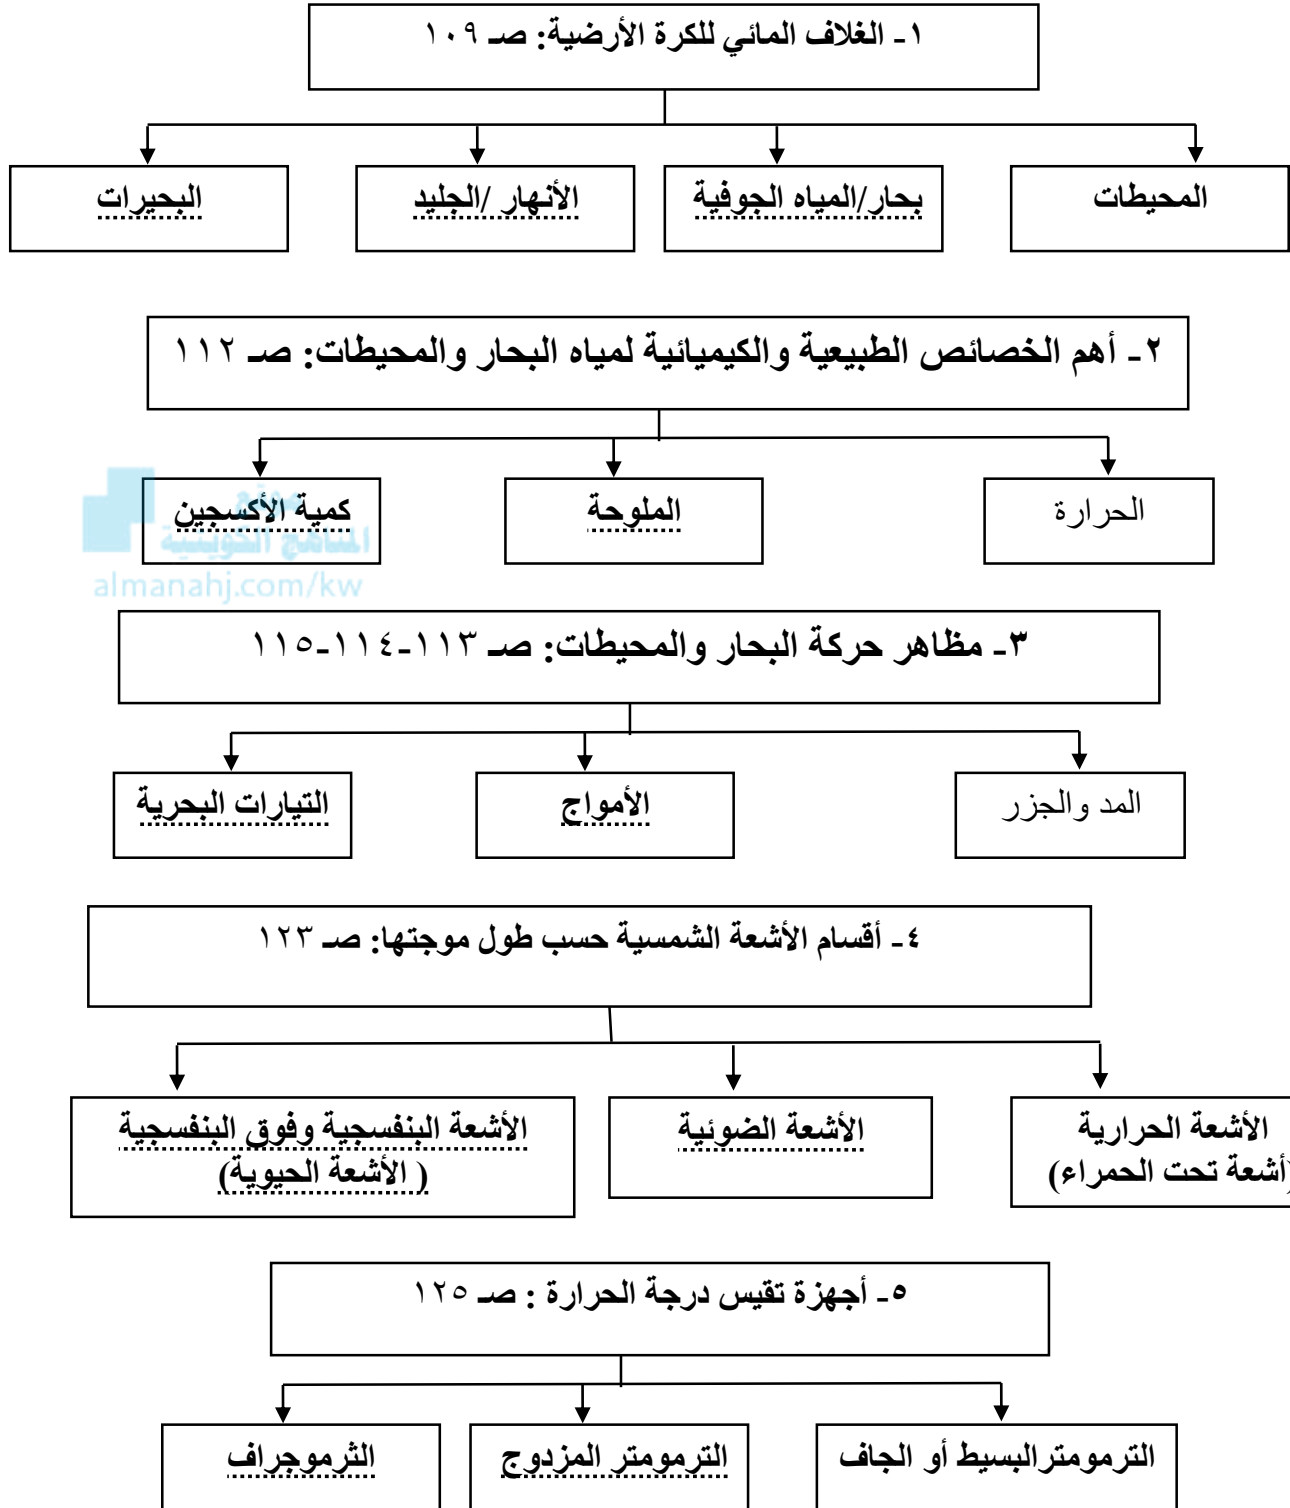 ١- الغلاف المائي للكرة الأرضية: صـ ١٠٩
المحيطات
بحار/المياه الجوفية
الأنهار /الجليد
البحيرات
٢- أهم الخصائص الطبيعية والكيميائية لمياه البحار والمحيطات: صـ ١١٢
الحرارة
الملوحة
كمية الأكسجين
موقع
المناهج الكويتية
almanahj.com/kw
٣- مظاهر حركة البحار والمحيطات: صـ ١١٣-١١٤-١١٥
المد والجزر
الأمواج
التيارات البحرية
٤- أقسام الأشعة الشمسية حسب طول موجتها: صـ ١٢٣
الأشعة الحرارية
(أشعة تحت الحمراء)
الأشعة الضوئية
الأشعة البنفسجية وفوق البنفسجية
( الأشعة الحيوية)
٥- أجهزة تقيس درجة الحرارة : صـ ١٢٥
الترمومترالبسيط أو الجاف
الترمومتر المزدوج
الثرموجراف